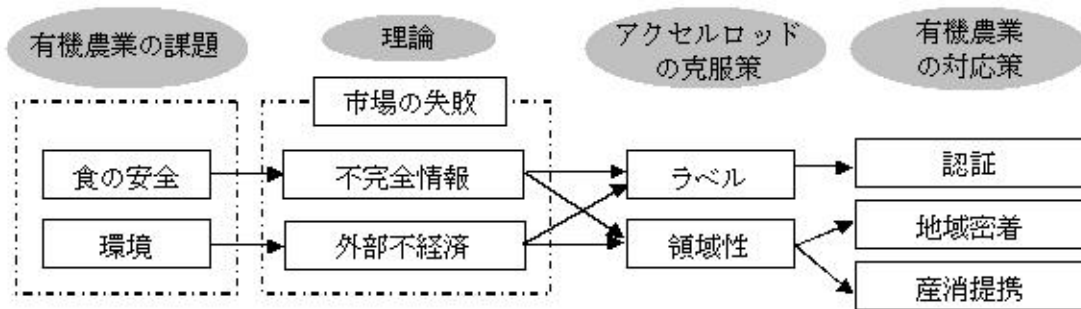 有機農業の課題
理論
アクセルロッド
の克服策
有機農業
の対応策
市場の失敗
食の安全
不完全情報
ラベル
認証
環境
外部不経済
領域性
地域密着
産消提携